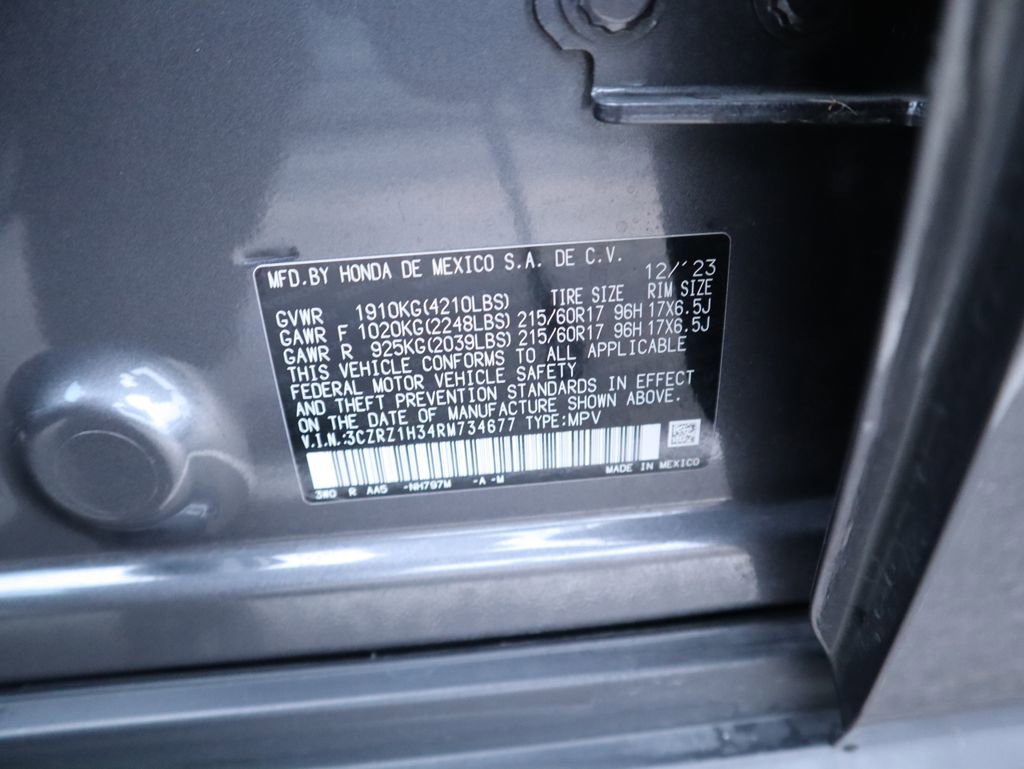 MFD.BY HONDA DE MEXICO S.A. DE C.V. 12/'23
GVWR 1910KG(4210LBS) TIRE SIZE RIM SIZE
GAWR F 1020KG(2248LBS) 215/60R17 96H 17X6.5J
GAWR R 925KG(2039LBS) 215/60R17 96H 17X6.5J
THIS VEHICLE CONFORMS TO ALL APPLICABLE
FEDERAL MOTOR VEHICLE SAFETY
AND THEFT PREVENTION STANDARDS IN EFFECT
ON THE DATE OF MANUFACTURE SHOWN ABOVE.
V.I.N.:3CZRZ1H34RM734677 TYPE:MPV
MADE IN MEXICO
3W0 R AA5 -NH797M -A -M